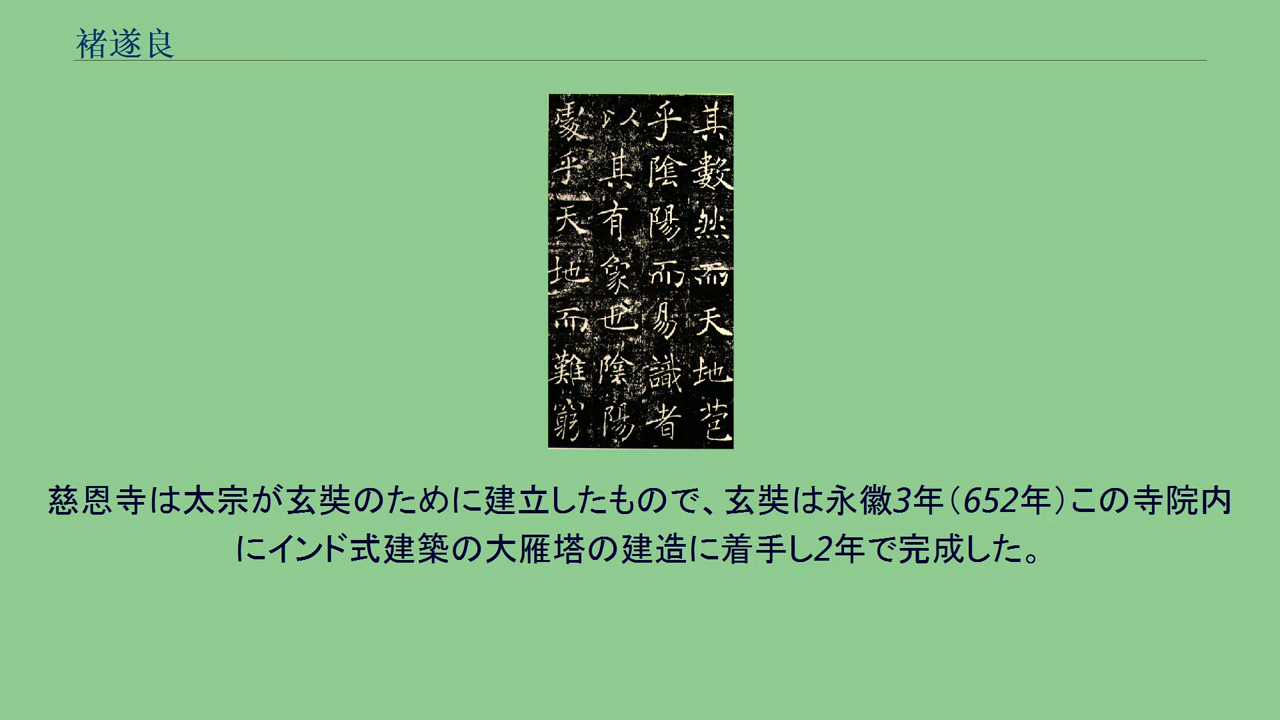 褚遂良
其數然而天地苞
乎陰陽而易識者
以其有象也陰陽
處乎天地而難窮
慈恩寺は太宗が玄奘のために建立したもので、玄奘は永徽3年（652年）この寺院内
にインド式建築の大雁塔の建造に着手し2年で完成した。